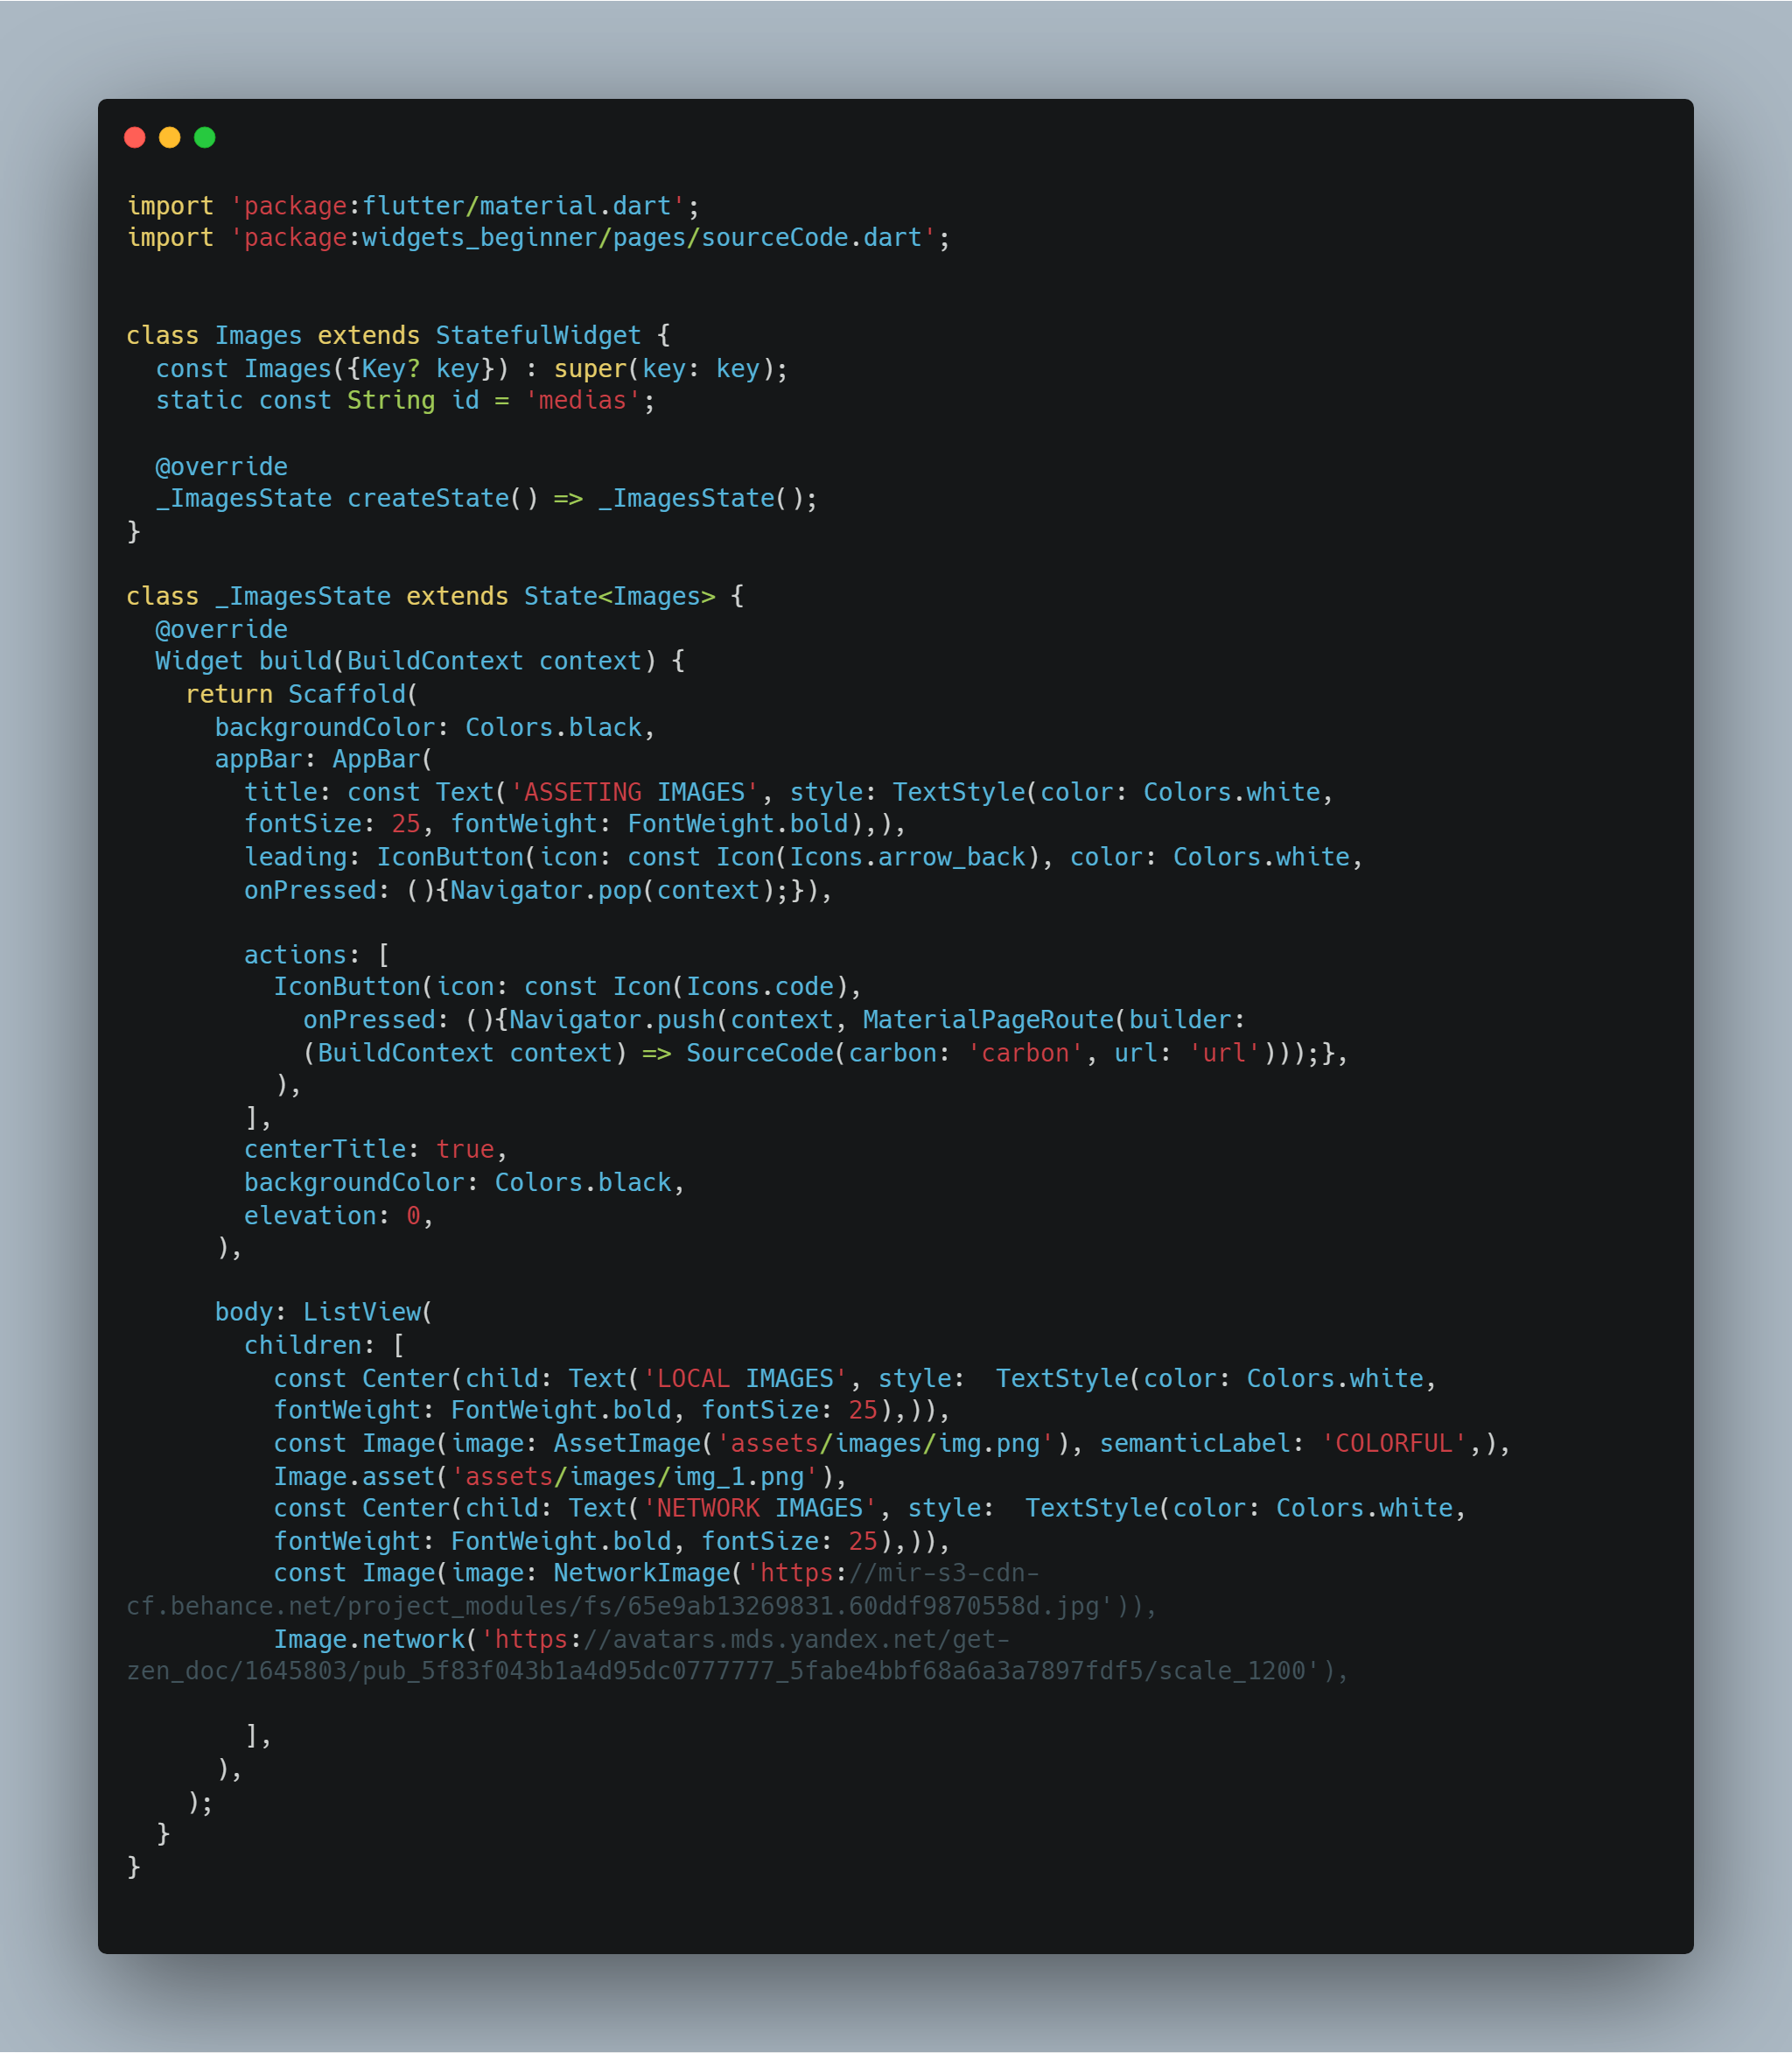 import 'package:flutter/material.dart';
import 'package:widgets_beginner/pages/sourceCode.dart';
class Images extends StatefulWidget {
  const Images({Key? key}) : super(key: key);
  static const String id = 'medias';
  @override
  _ImagesState createState() => _ImagesState();
}
class _ImagesState extends State<Images> {
  @override
  Widget build(BuildContext context) {
    return Scaffold(
      backgroundColor: Colors.black,
      appBar: AppBar(
        title: const Text('ASSETING IMAGES', style: TextStyle(color: Colors.white,
        fontSize: 25, fontWeight: FontWeight.bold),),
        leading: IconButton(icon: const Icon(Icons.arrow_back), color: Colors.white,
        onPressed: (){Navigator.pop(context);}),
        actions: [
          IconButton(icon: const Icon(Icons.code),
            onPressed: (){Navigator.push(context, MaterialPageRoute(builder:
            (BuildContext context) => SourceCode(carbon: 'carbon', url: 'url')));},
          ),
        ],
        centerTitle: true,
        backgroundColor: Colors.black,
        elevation: 0,
      ),
      body: ListView(
        children: [
          const Center(child: Text('LOCAL IMAGES', style:  TextStyle(color: Colors.white,
          fontWeight: FontWeight.bold, fontSize: 25),)),
          const Image(image: AssetImage('assets/images/img.png'), semanticLabel: 'COLORFUL',),
          Image.asset('assets/images/img_1.png'),
          const Center(child: Text('NETWORK IMAGES', style:  TextStyle(color: Colors.white,
          fontWeight: FontWeight.bold, fontSize: 25),)),
          const Image(image: NetworkImage('https://mir-s3-cdn-
cf.behance.net/project_modules/fs/65e9ab13269831.60ddf9870558d.jpg')),
          Image.network('https://avatars.mds.yandex.net/get-
zen_doc/1645803/pub_5f83f043b1a4d95dc0777777_5fabe4bbf68a6a3a7897fdf5/scale_1200'),
        ],
      ),
    );
  }
}